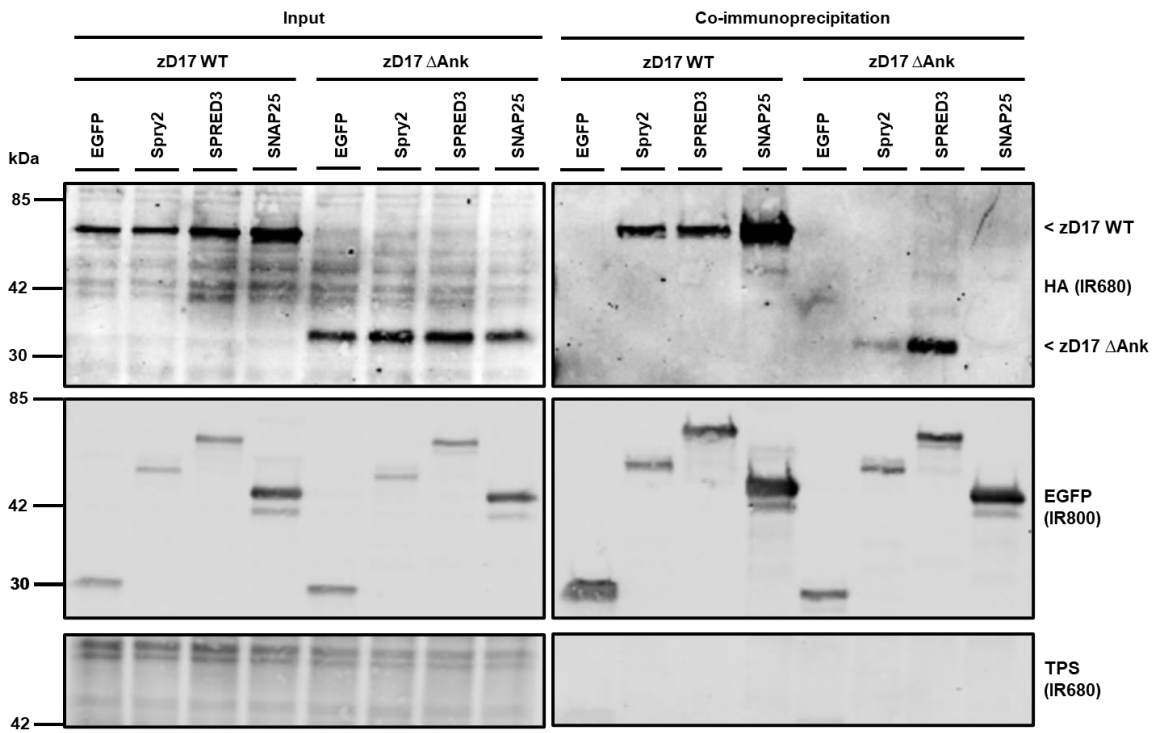 Input
Co-immunoprecipitation
zD17 WT
zD17 ΔAnk
zD17 WT
zD17 ΔAnk
EGFP
Spry2
SPRED3
SNAP25
EGFP
Spry2
SPRED3
SNAP25
EGFP
Spry2
SPRED3
SNAP25
EGFP
Spry2
SPRED3
SNAP25
kDa
85
42
30
< zD17 WT
HA (IR680)
< zD17 ΔAnk
85
42
30
EGFP
(IR800)
42
TPS
(IR680)